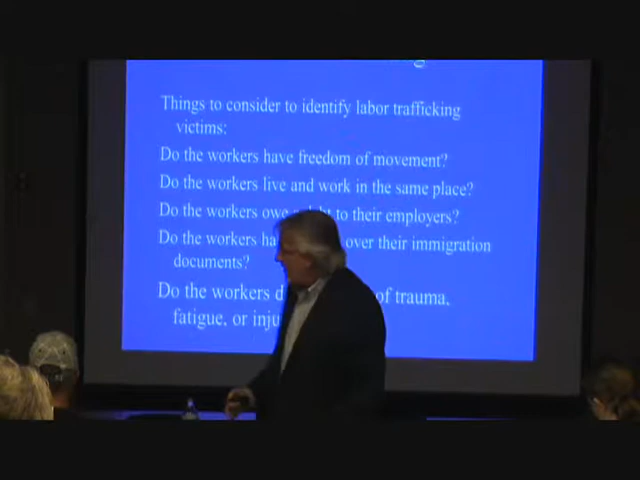 Things to consider to identify labor trafficking
victims:
Do the workers have freedom of movement?
Do the workers live and work in the same place?
Do the workers owe to their employers?
Do the workers over their immigration
documents?
Do the workers of trauma,
fatigue, or